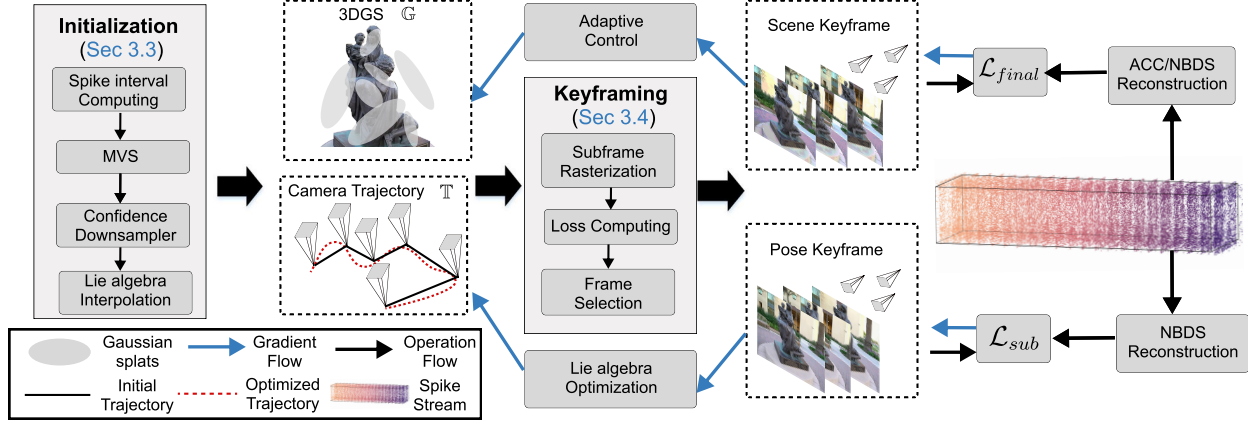 Initialization
(Sec 3.3)
Spike interval
Computing
MVS
Confidence
Downsampler
Lie algebra
Interpolation
3DGS 𝔾
Camera Trajectory 𝕋
Adaptive
Control
Keyframing
(Sec 3.4)
Subframe
Rasterization
Loss Computing
Frame
Selection
Lie algebra
Optimization
Scene Keyframe
Pose Keyframe
ℒ_final
ACC/NBDS
Reconstruction
ℒ_sub
NBDS
Reconstruction
Gaussian
splats
Gradient
Flow
Operation
Flow
Initial
Trajectory
Optimized
Trajectory
Spike
Stream